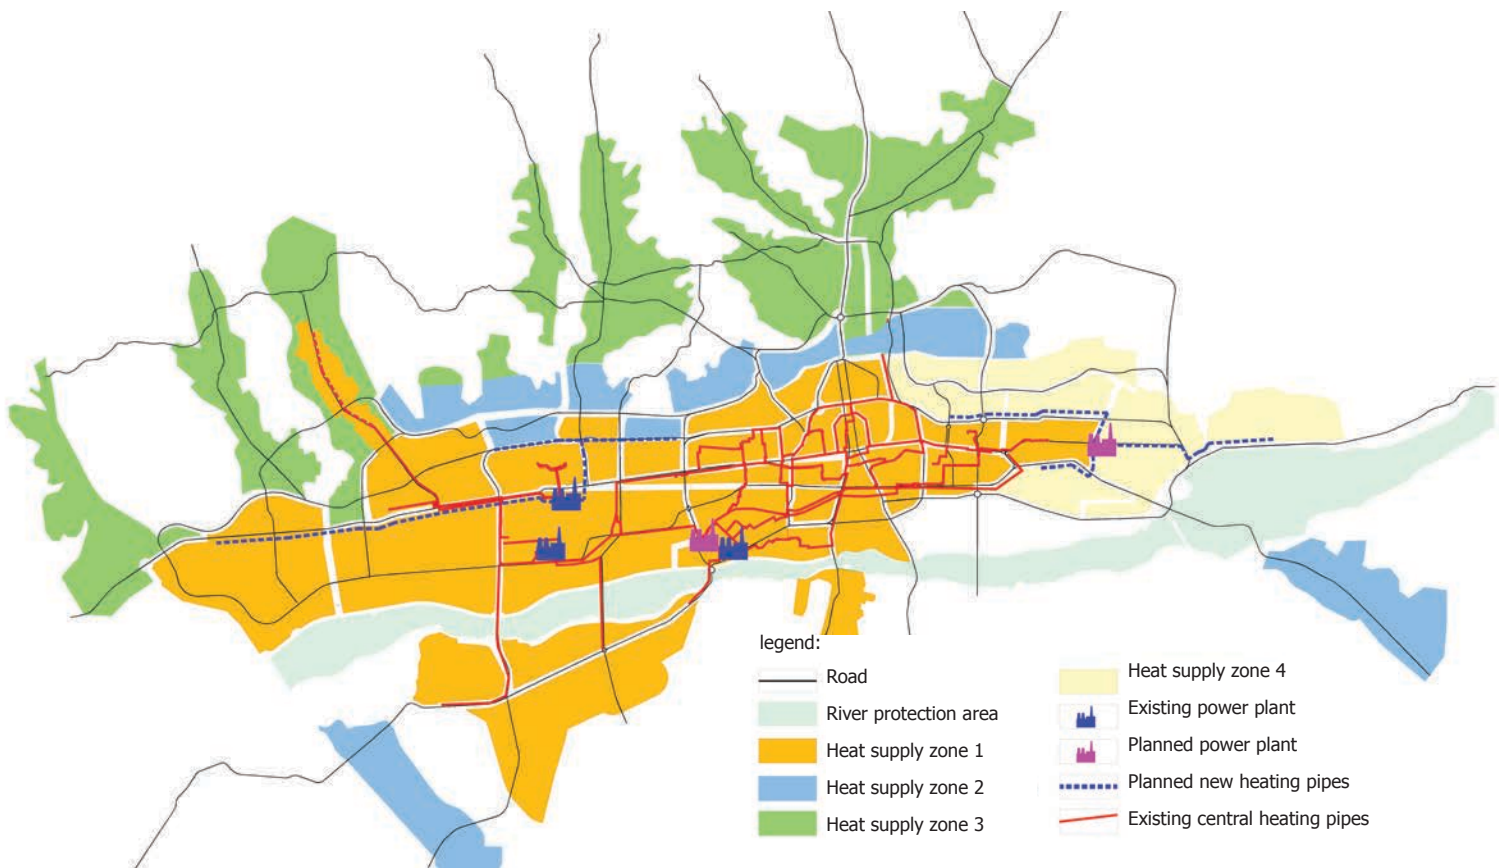 legend:
Road
River protection area
Heat supply zone 1
Heat supply zone 2
Heat supply zone 3
Heat supply zone 4
Existing power plant
Planned power plant
Planned new heating pipes
Existing central heating pipes